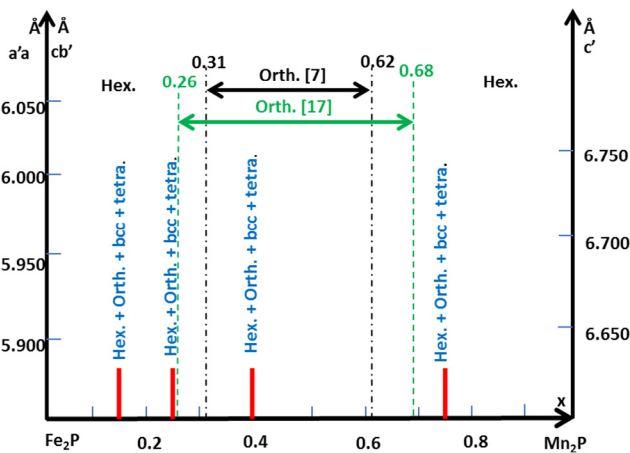 Å Å
a'a cb'
Å
c'
Hex.
0.26
0.31
Orth. [7]
0.62
0.68
Hex.
Orth. [17]
6.050
6.000
5.950
5.900
6.750
6.700
6.650
Hex. + Orth. + bcc + tetra.
Hex. + Orth. + bcc + tetra.
Hex. + Orth. + bcc + tetra.
Hex. + Orth. + bcc + tetra.
x
Fe₂P 0.2 0.4 0.6 0.8 Mn₂P